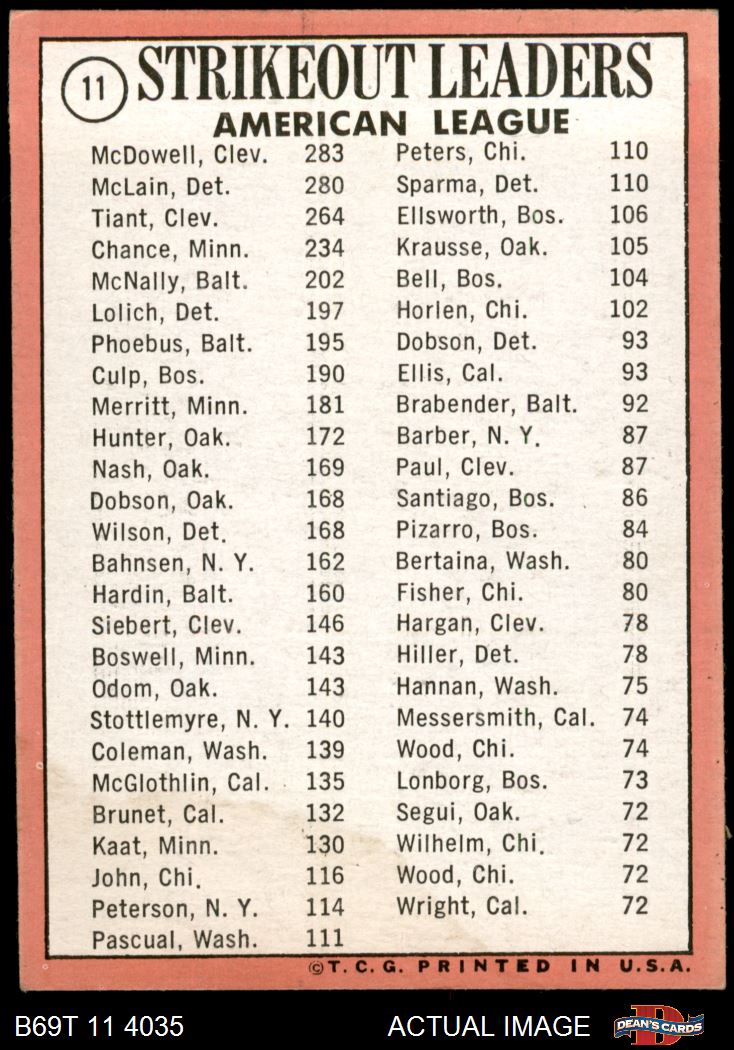 11
STRIKEOUT LEADERS
AMERICAN LEAGUE
McDowell, Clev. 283
McLain, Det. 280
Tiant, Clev. 264
Chance, Minn. 234
McNally, Balt. 202
Lolich, Det. 197
Phoebus, Balt. 195
Culp, Bos. 190
Merritt, Minn. 181
Hunter, Oak. 172
Nash, Oak. 169
Dobson, Oak. 168
Wilson, Det. 168
Bahnsen, N. Y. 162
Hardin, Balt. 160
Siebert, Clev. 146
Boswell, Minn. 143
Odom, Oak. 143
Stottlemyre, N. Y. 140
Coleman, Wash. 139
McGlothlin, Cal. 135
Brunet, Cal. 132
Kaat, Minn. 130
John, Chi. 116
Peterson, N. Y. 114
Pascual, Wash. 111
Peters, Chi. 110
Sparma, Det. 110
Ellsworth, Bos. 106
Krausse, Oak. 105
Bell, Bos. 104
Horlen, Chi. 102
Dobson, Det. 93
Ellis, Cal. 93
Brabender, Balt. 92
Barber, N. Y. 87
Paul, Clev. 87
Santiago, Bos. 86
Pizarro, Bos. 84
Bertaina, Wash. 80
Fisher, Chi. 80
Hargan, Clev. 78
Hiller, Det. 78
Hannan, Wash. 75
Messersmith, Cal. 74
Wood, Chi. 74
Lonborg, Bos. 73
Segui, Oak. 72
Wilhelm, Chi. 72
Wood, Chi. 72
Wright, Cal. 72
©T. C. G. PRINTED IN U.S.A.
B69T 11 4035 ACTUAL IMAGE
D
DEAN'S CARDS